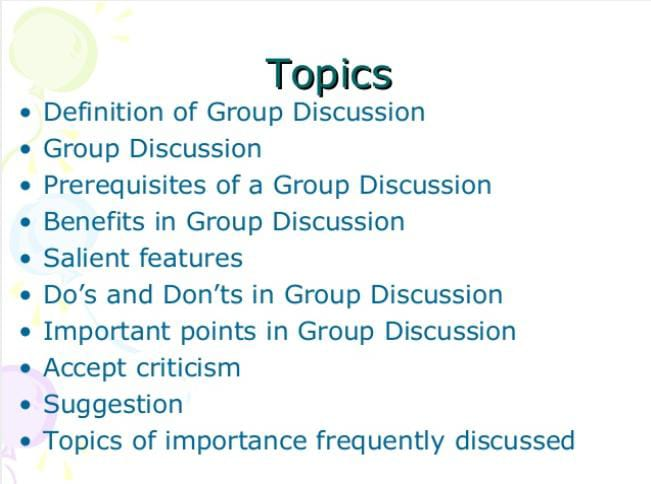 Topics
• Definition of Group Discussion
• Group Discussion
• Prerequisites of a Group Discussion
• Benefits in Group Discussion
• Salient features
• Do’s and Don’ts in Group Discussion
• Important points in Group Discussion
• Accept criticism
• Suggestion
• Topics of importance frequently discussed